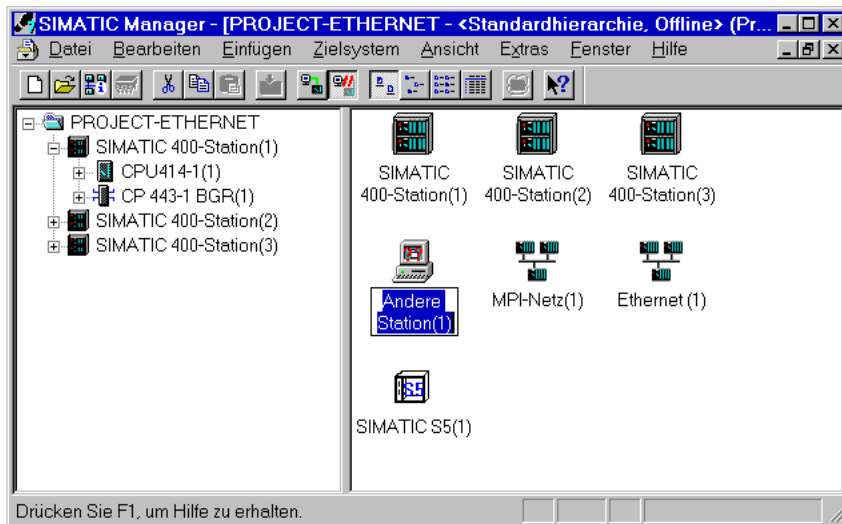 SIMATIC Manager - [PROJECT-ETHERNET - <Standardhierarchie, Offline> (Pr...
Datei Bearbeiten Einfügen Zielsystem Ansicht Extras Fenster Hilfe
PROJECT-ETHERNET
SIMATIC 400-Station(1)
CPU414-1(1)
CP 443-1 BGR(1)
SIMATIC 400-Station(2)
SIMATIC 400-Station(3)
SIMATIC
400-Station(1)
SIMATIC
400-Station(2)
SIMATIC
400-Station(3)
Andere
Station(1)
MPI-Netz(1)
Ethernet (1)
S5
SIMATIC S5(1)
Drücken Sie F1, um Hilfe zu erhalten.